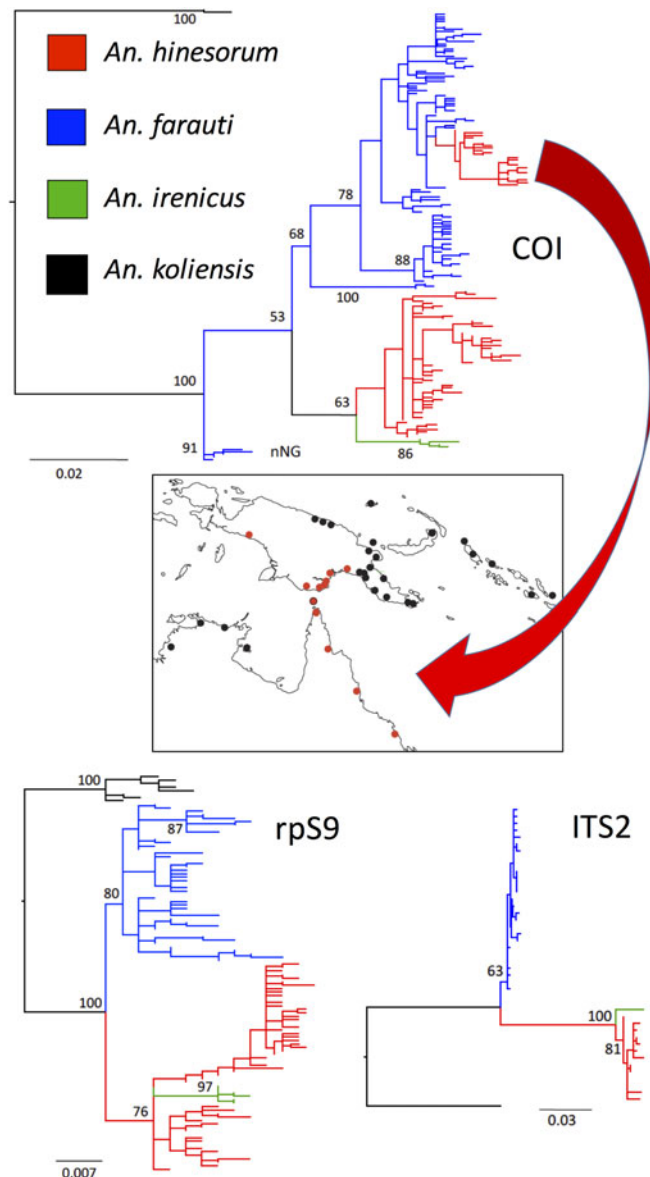 100
An. hinesorum
An. farauti
An. irenicus
An. koliensis
78
COI
68
88
100
53
63
100
86
91
nNG
0.02
100
rpS9
ITS2
87
80
63
100
100
81
97
76
0.03
0.007